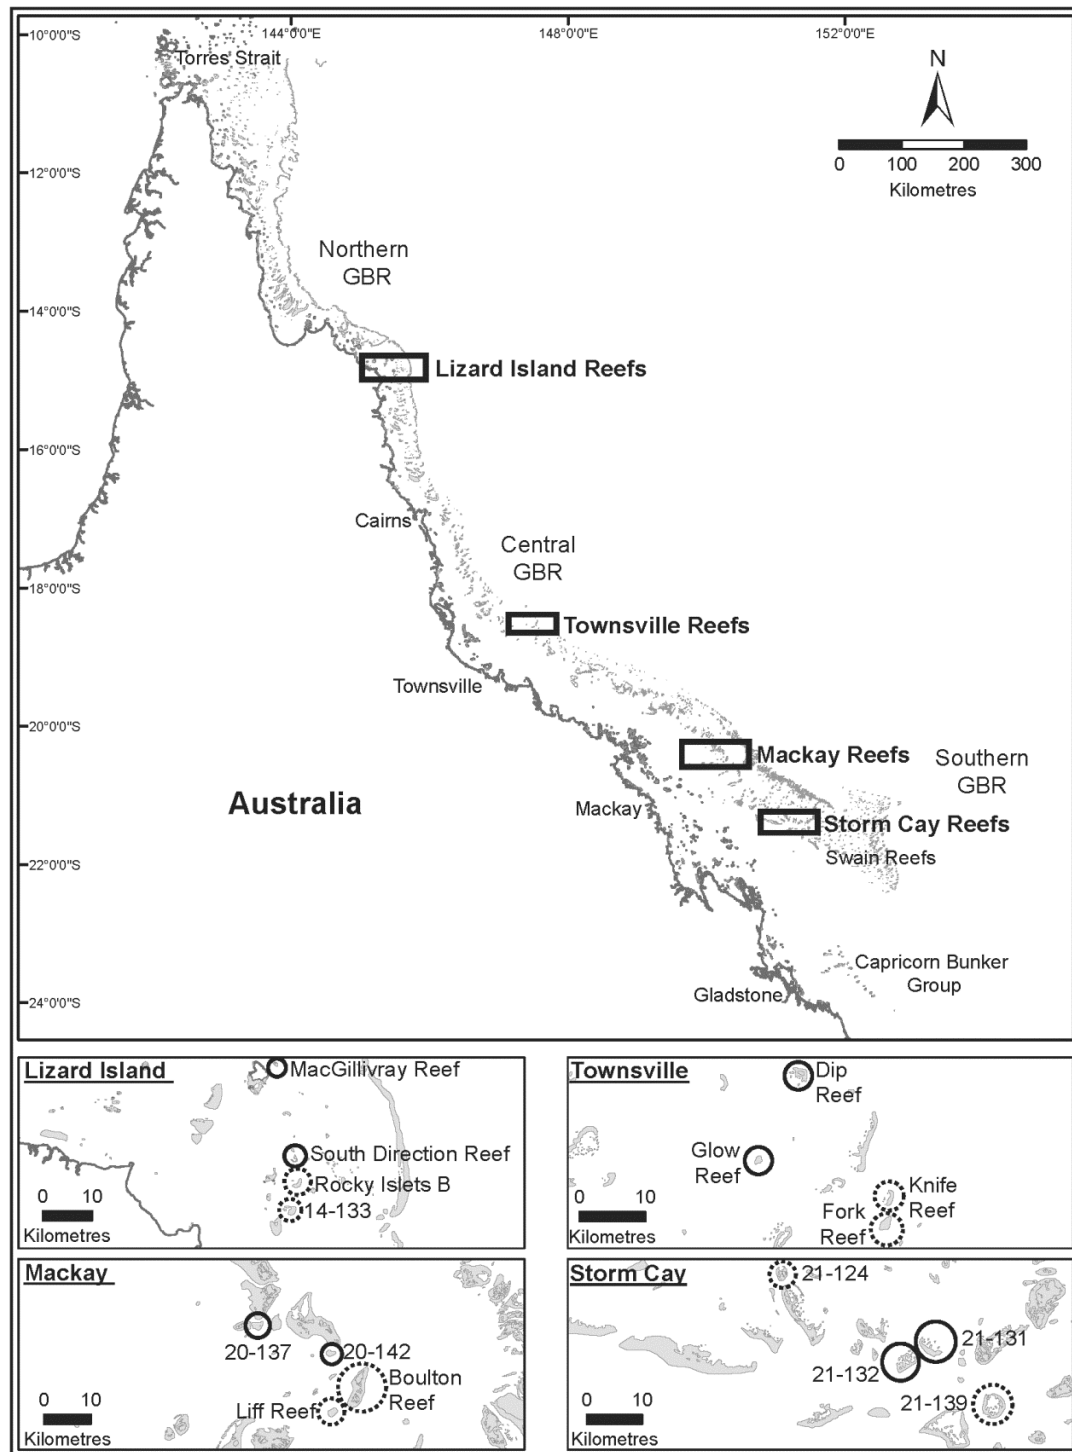 144°0'0"E
148°0'0"E
152°0'0"E
10°0'0"S
Torres Strait
N
0 100 200 300
Kilometres
12°0'0"S
Northern
GBR
14°0'0"S
Lizard Island Reefs
16°0'0"S
Cairns
Central
GBR
18°0'0"S
Townsville Reefs
Townsville
20°0'0"S
Mackay Reefs
Southern
GBR
Australia
Mackay
Storm Cay Reefs
Swain Reefs
22°0'0"S
Capricorn Bunker
Group
Gladstone
24°0'0"S
Lizard Island
MacGillivray Reef
South Direction Reef
Rocky Islets B
14-133
0 10
Kilometres
Townsville
Dip
Reef
Glow
Reef
Knife
Reef
Fork
Reef
0 10
Kilometres
Mackay
20-137
20-142
Boulton
Reef
Liff Reef
0 10
Kilometres
Storm Cay
21-124
21-131
21-132
21-139
0 10
Kilometres